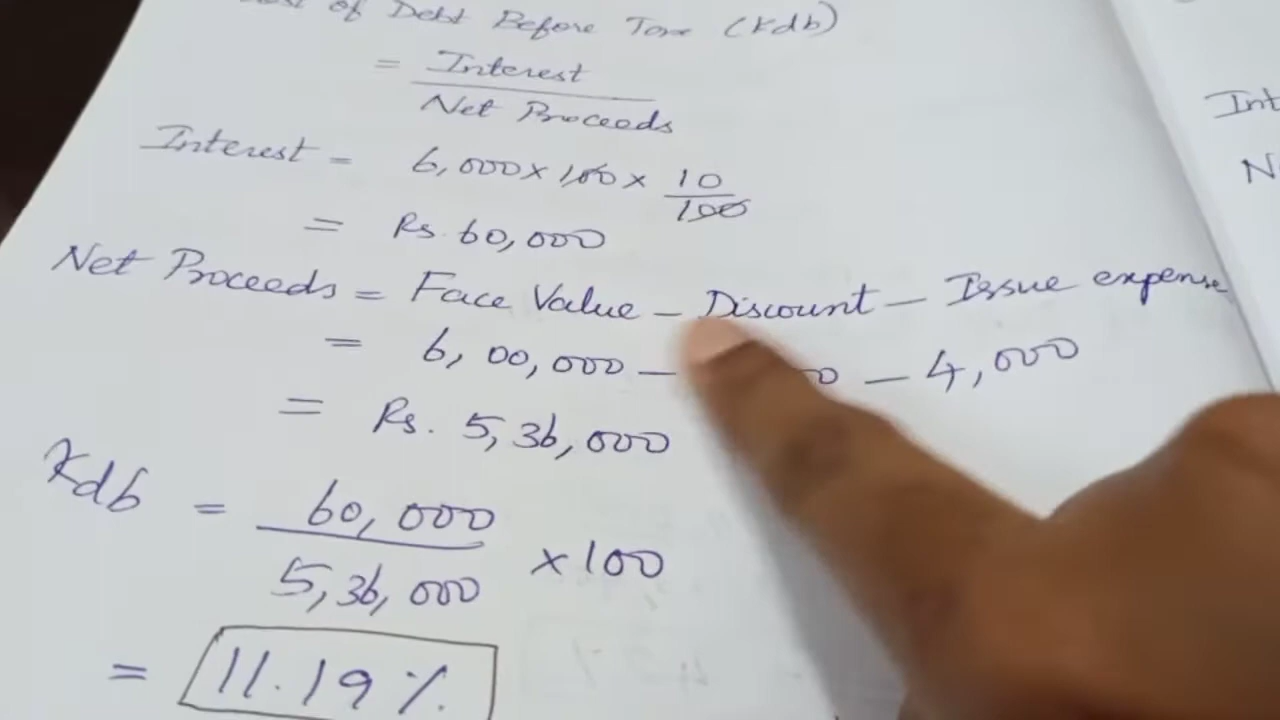 of Debt Before Tax (Kdb)
= Interest
Net Proceeds
Interest = 6,000 x 100 x 10
100
= Rs. 60,000
Net Proceeds = Face Value - Discount - Issue expense
= 6,00,000 - - 4,000
= Rs. 5,36,000
Kdb = 60,000
5,36,000 x 100
= 11.19%
Int
N